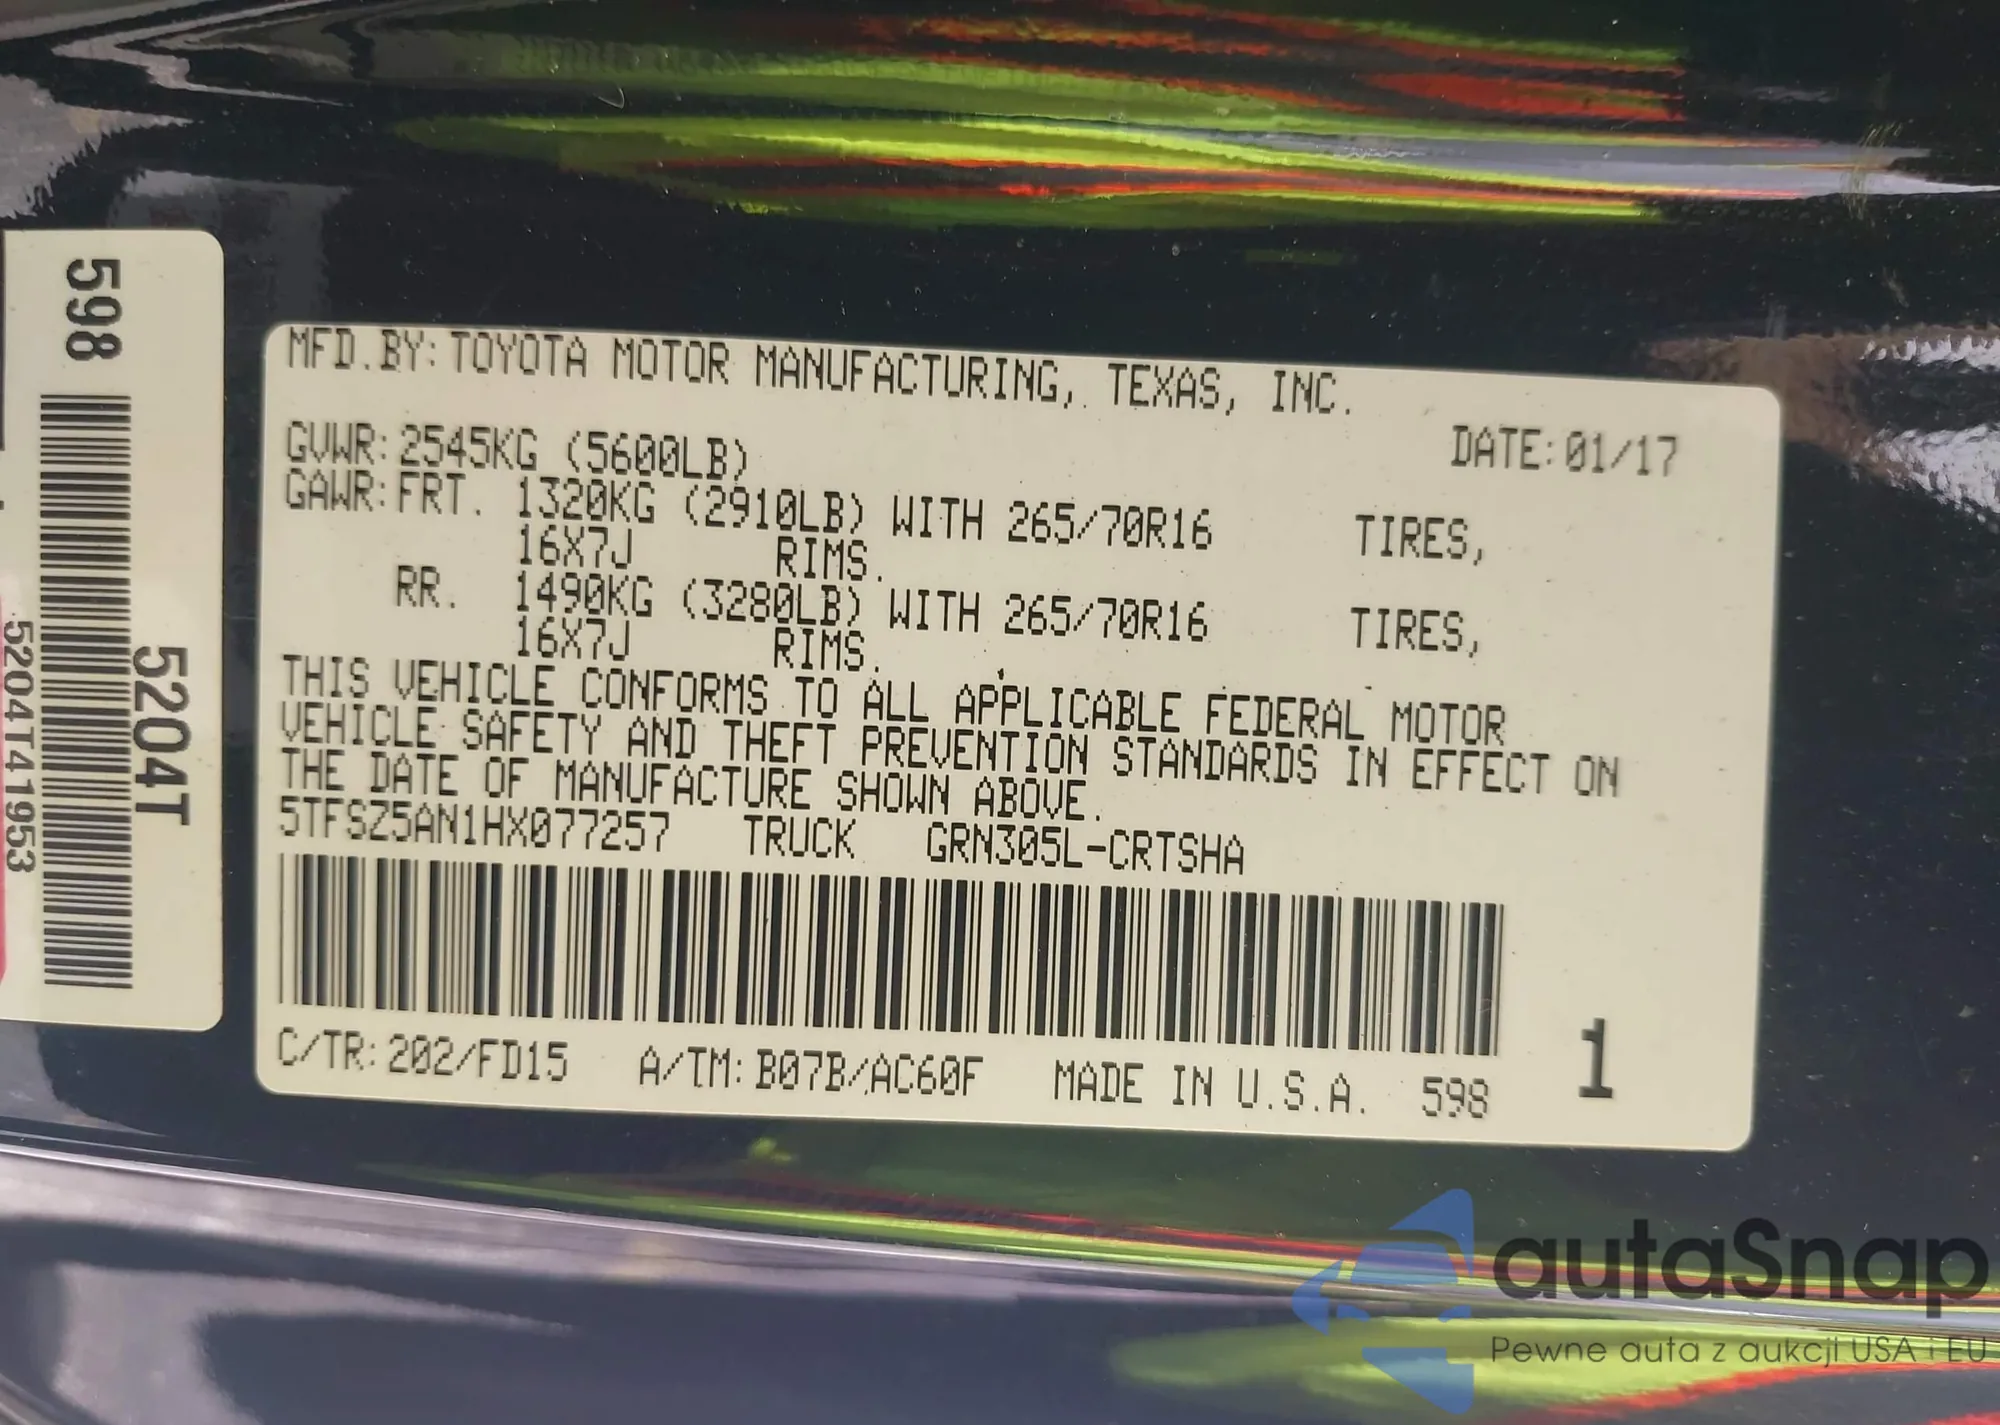 598
5204T
5204T41953
MFD.BY: TOYOTA MOTOR MANUFACTURING, TEXAS, INC.
GVWR: 2545KG (5600LB) DATE: 01/17
GAWR: FRT. 1320KG (2910LB) WITH 265/70R16 TIRES,
16X7J RIMS.
RR. 1490KG (3280LB) WITH 265/70R16 TIRES,
16X7J RIMS.
THIS VEHICLE CONFORMS TO ALL APPLICABLE FEDERAL MOTOR
VEHICLE SAFETY AND THEFT PREVENTION STANDARDS IN EFFECT ON
THE DATE OF MANUFACTURE SHOWN ABOVE.
5TFSZ5AN1HX077257 TRUCK GRN305L-CRTSHA
C/TR: 202/FD15 A/TM: B07B/AC60F MADE IN U.S.A. 598
1
autaSnap
Pewne auta z aukcji USA i EU